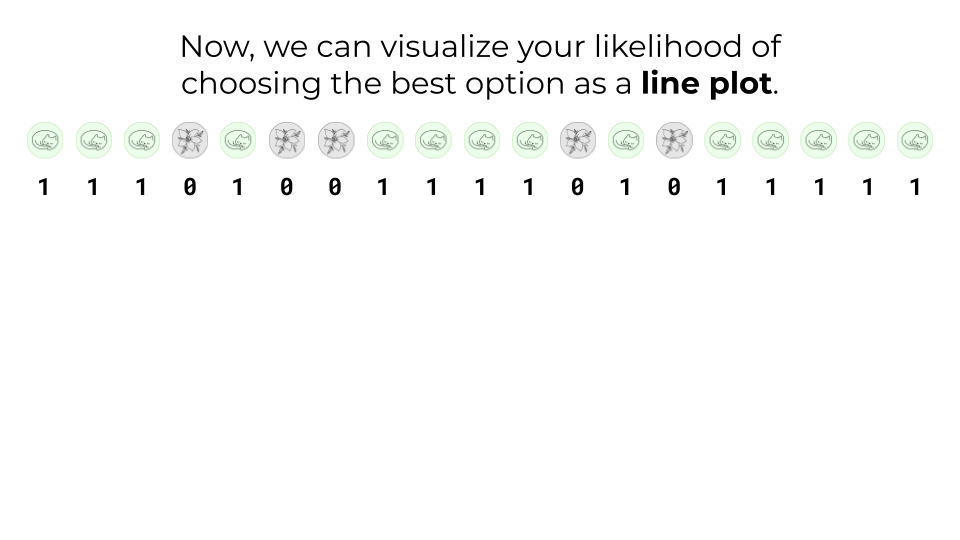 Now, we can visualize your likelihood of
choosing the best option as a line plot.
1 1 1 0 1 0 0 1 1 1 1 0 1 0 1 1 1 1 1